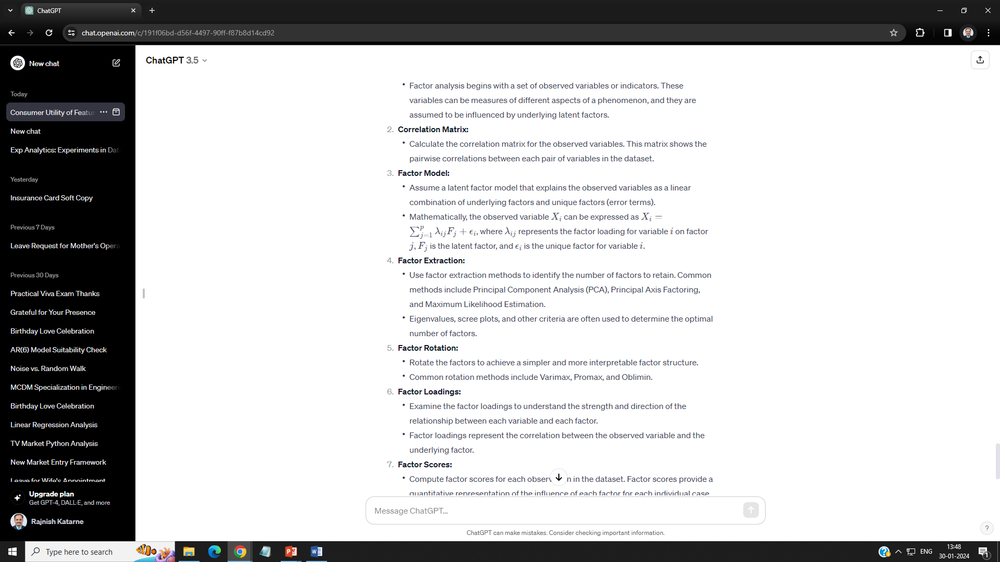 ChatGPT
chat.openai.com/c/191f06bd-d56f-4497-90ff-f87b8d14cd92
New chat
Today
Consumer Utility of Featur
New chat
Exp Analytics: Experiments in Dat
Yesterday
Insurance Card Soft Copy
Previous 7 Days
Leave Request for Mother's Opera
Previous 30 Days
Practical Viva Exam Thanks
Grateful for Your Presence
Birthday Love Celebration
AR(6) Model Suitability Check
Noise vs. Random Walk
MCDM Specialization in Engineeri
Birthday Love Celebration
Linear Regression Analysis
TV Market Python Analysis
New Market Entry Framework
Leave for Wife's Appointment
Upgrade plan
Get GPT-4, DALL·E, and more
Rajnish Katarne
ChatGPT 3.5
• Factor analysis begins with a set of observed variables or indicators. These
variables can be measures of different aspects of a phenomenon, and they are
assumed to be influenced by underlying latent factors.
2. Correlation Matrix:
• Calculate the correlation matrix for the observed variables. This matrix shows the
pairwise correlations between each pair of variables in the dataset.
3. Factor Model:
• Assume a latent factor model that explains the observed variables as a linear
combination of underlying factors and unique factors (error terms).
• Mathematically, the observed variable Xᵢ can be expressed as Xᵢ =
∑ᵖⱼ₌₁ λᵢⱼFⱼ + ϵᵢ, where λᵢⱼ represents the factor loading for variable i on factor
j, Fⱼ is the latent factor, and ϵᵢ is the unique factor for variable i.
4. Factor Extraction:
• Use factor extraction methods to identify the number of factors to retain. Common
methods include Principal Component Analysis (PCA), Principal Axis Factoring,
and Maximum Likelihood Estimation.
• Eigenvalues, scree plots, and other criteria are often used to determine the optimal
number of factors.
5. Factor Rotation:
• Rotate the factors to achieve a simpler and more interpretable factor structure.
• Common rotation methods include Varimax, Promax, and Oblimin.
6. Factor Loadings:
• Examine the factor loadings to understand the strength and direction of the
relationship between each variable and each factor.
• Factor loadings represent the correlation between the observed variable and the
underlying factor.
7. Factor Scores:
• Compute factor scores for each observ n in the dataset. Factor scores provide a
quantitative representation of the influence of each factor for each individual case
Message ChatGPT...
ChatGPT can make mistakes. Consider checking important information.
?
Type here to search
ENG
13:48
30-01-2024
1